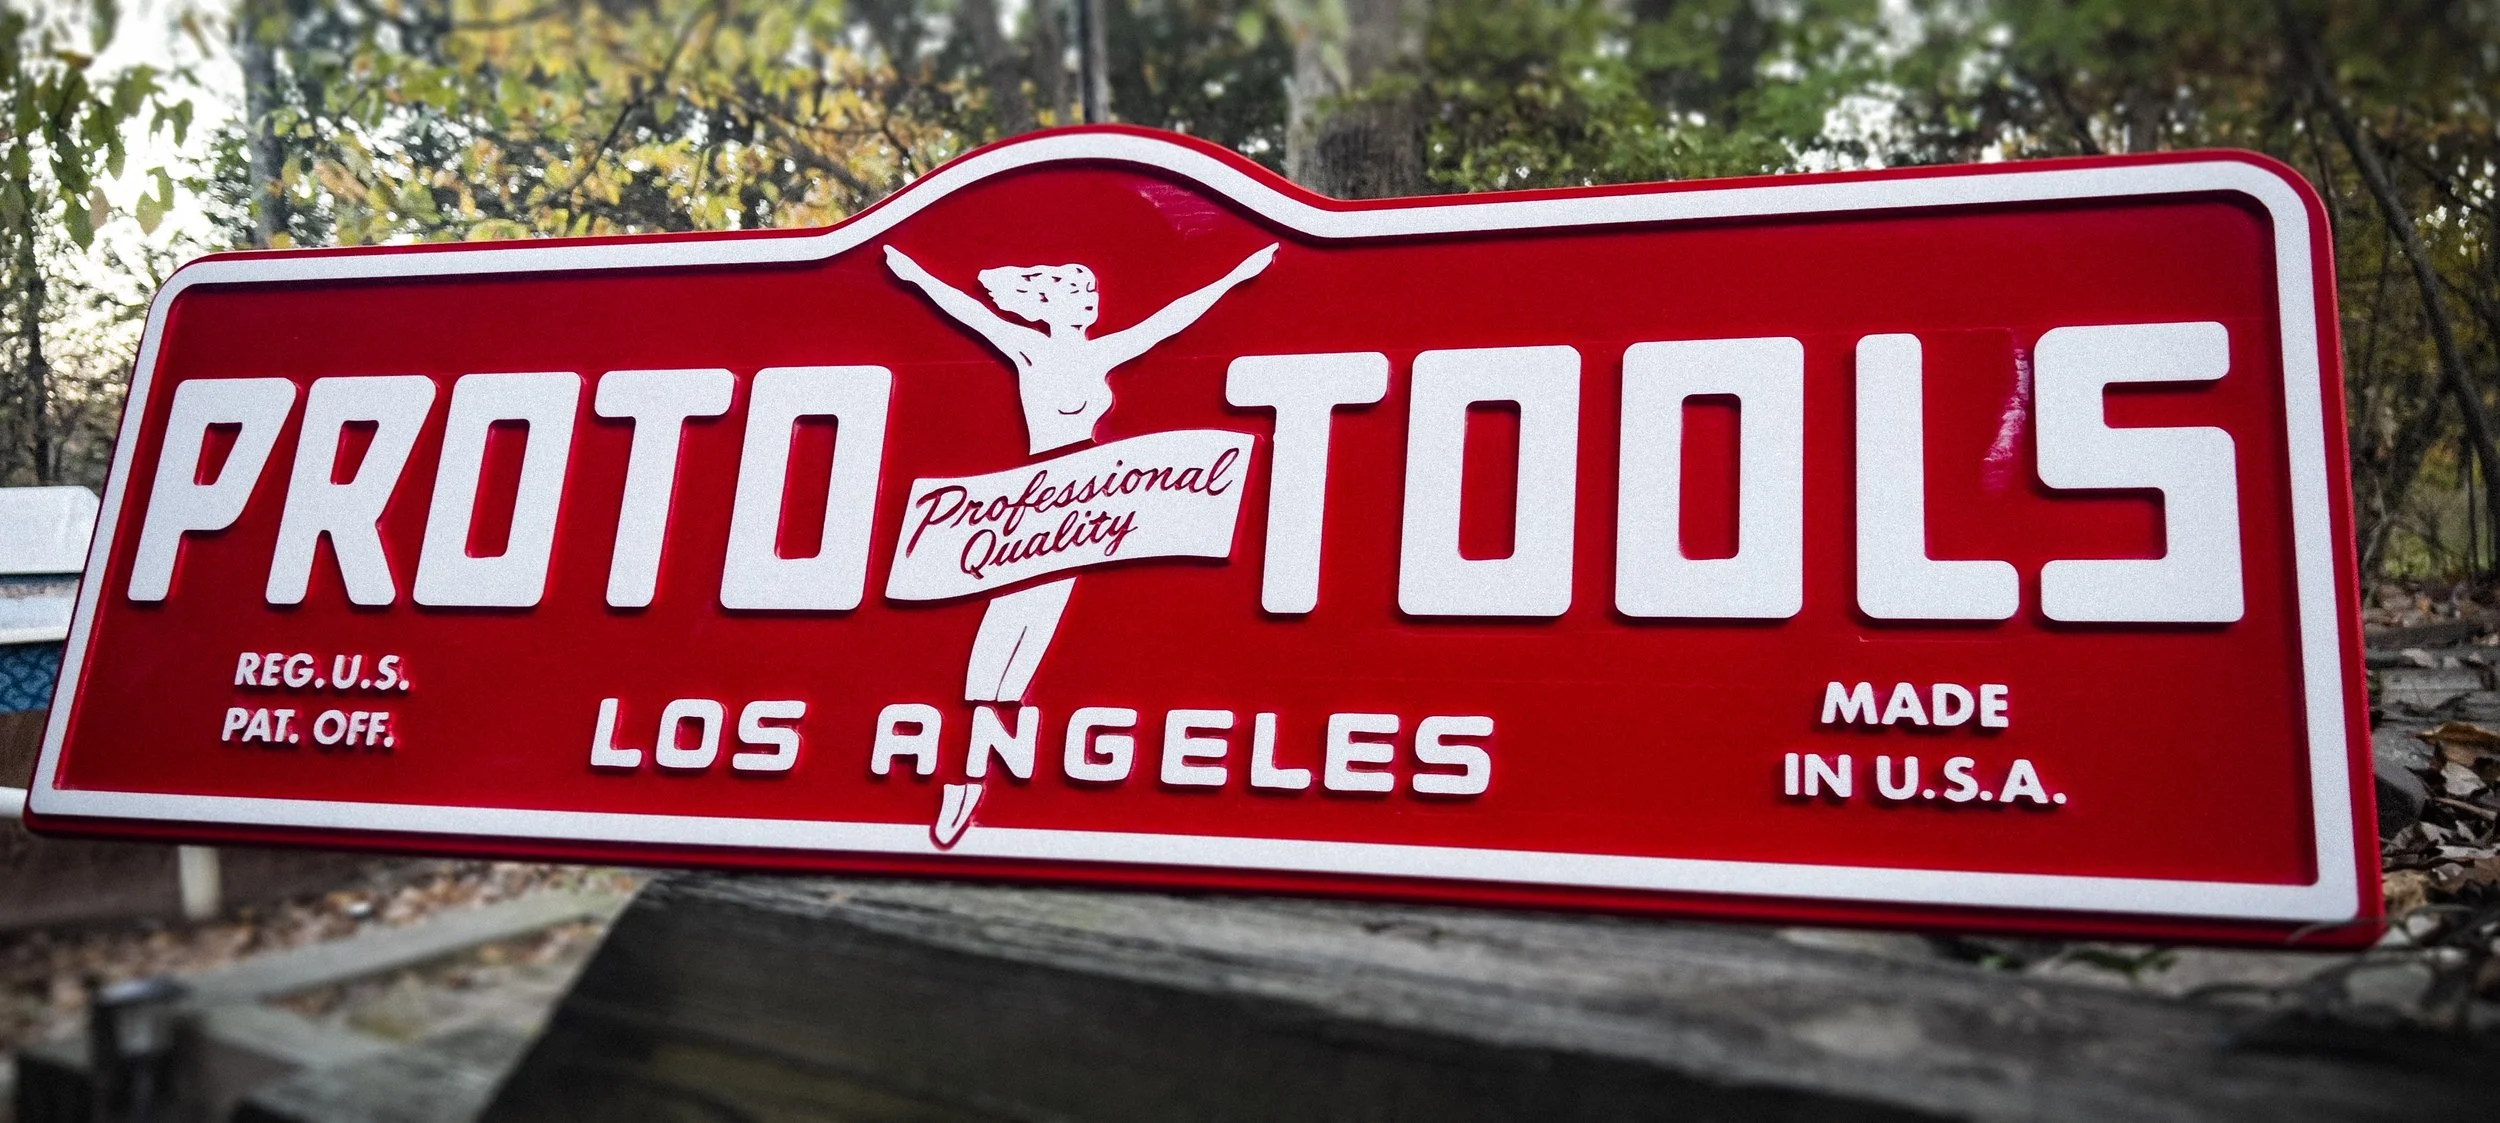 PROTO TOOLS
Professional
Quality
REG. U.S.
PAT. OFF.
LOS ANGELES
MADE
IN U.S.A.